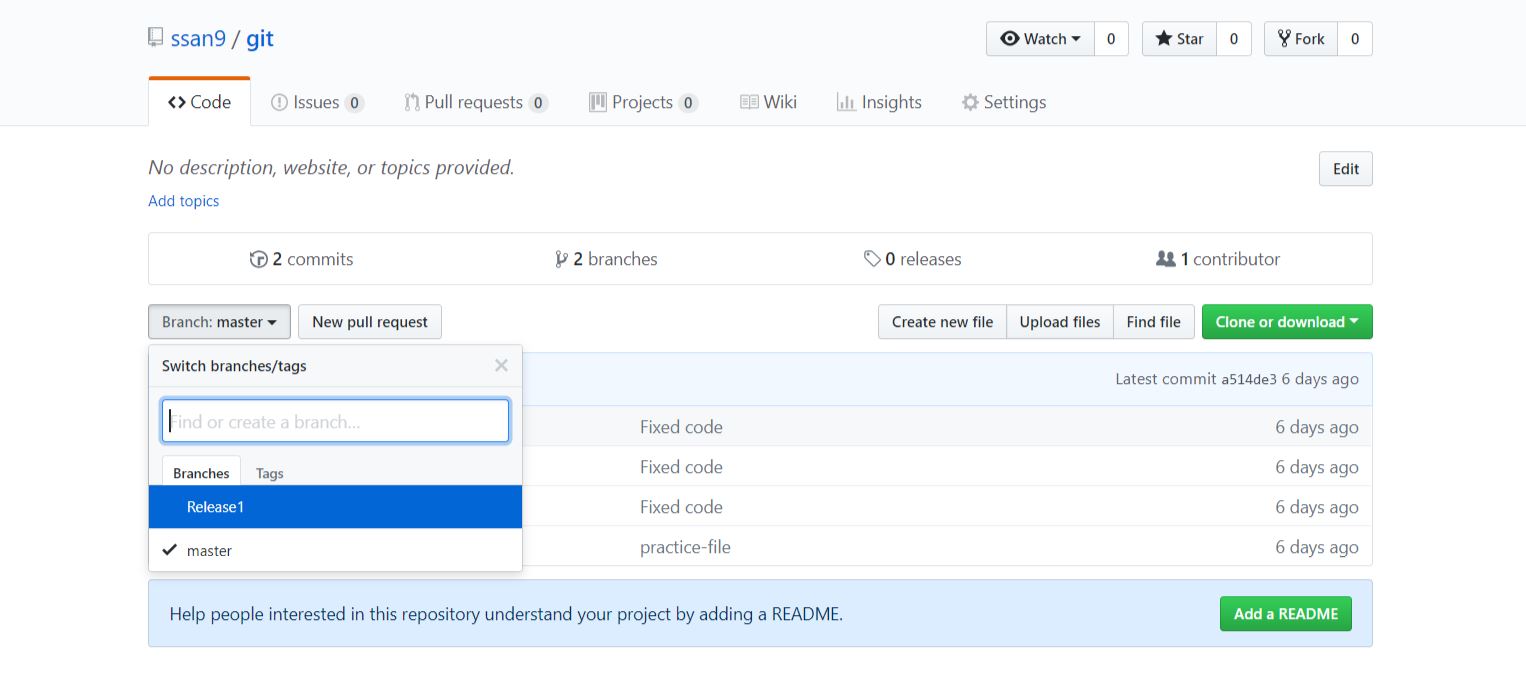 ssan9 / git
Watch 0 Star 0 Fork 0
Code Issues 0 Pull requests 0 Projects 0 Wiki Insights Settings
No description, website, or topics provided.
Edit
Add topics
2 commits 2 branches 0 releases 1 contributor
Branch: master New pull request Create new file Upload files Find file Clone or download
Switch branches/tags
Latest commit a514de3 6 days ago
Find or create a branch...
Fixed code 6 days ago
Branches Tags
Fixed code 6 days ago
Release1
Fixed code 6 days ago
master
practice-file 6 days ago
Help people interested in this repository understand your project by adding a README.
Add a README